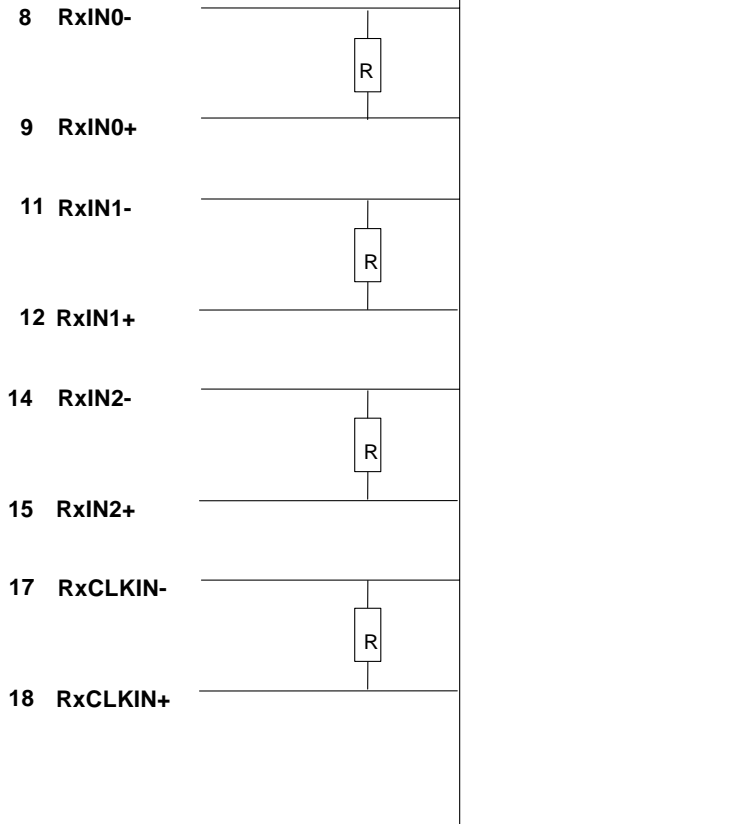 8 RxIN0-
R
9 RxIN0+
11 RxIN1-
R
12 RxIN1+
14 RxIN2-
R
15 RxIN2+
17 RxCLKIN-
R
18 RxCLKIN+